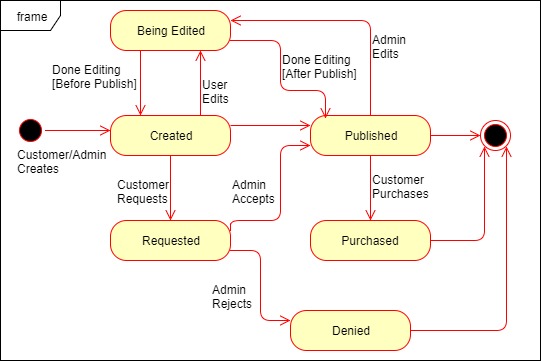 frame
Being Edited
Admin
Edits
Done Editing
[Before Publish]
User
Edits
Done Editing
[After Publish]
Customer/Admin
Creates
Created
Published
Customer
Requests
Admin
Accepts
Customer
Purchases
Requested
Purchased
Admin
Rejects
Denied